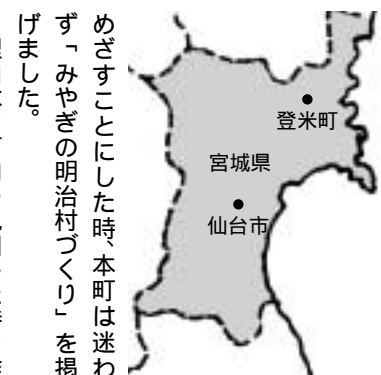 めざすことにした時、本町は迷わ
ず「みやぎの明治村づくり」を掲
げました。
登米町
宮城県
仙台市